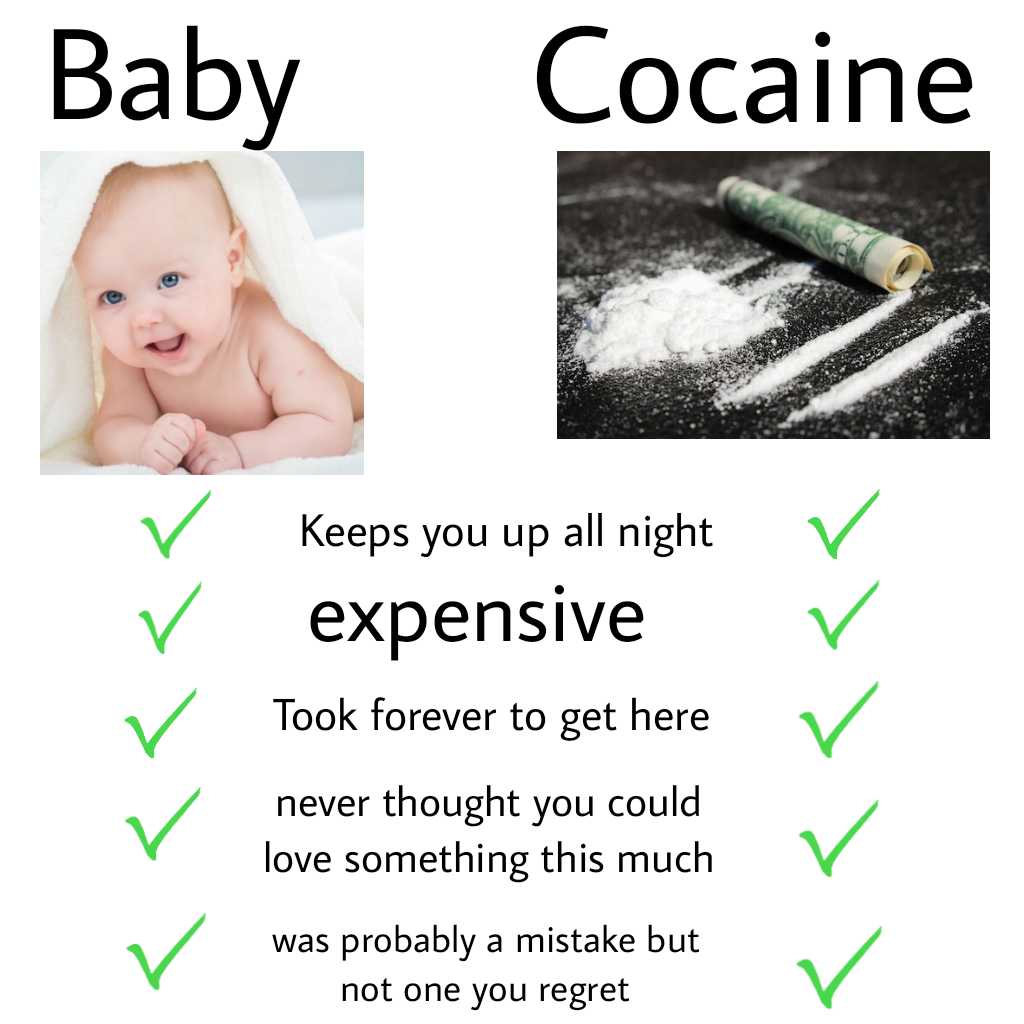 Baby
Cocaine
Keeps you up all night
expensive
Took forever to get here
never thought you could
love something this much
was probably a mistake but
not one you regret